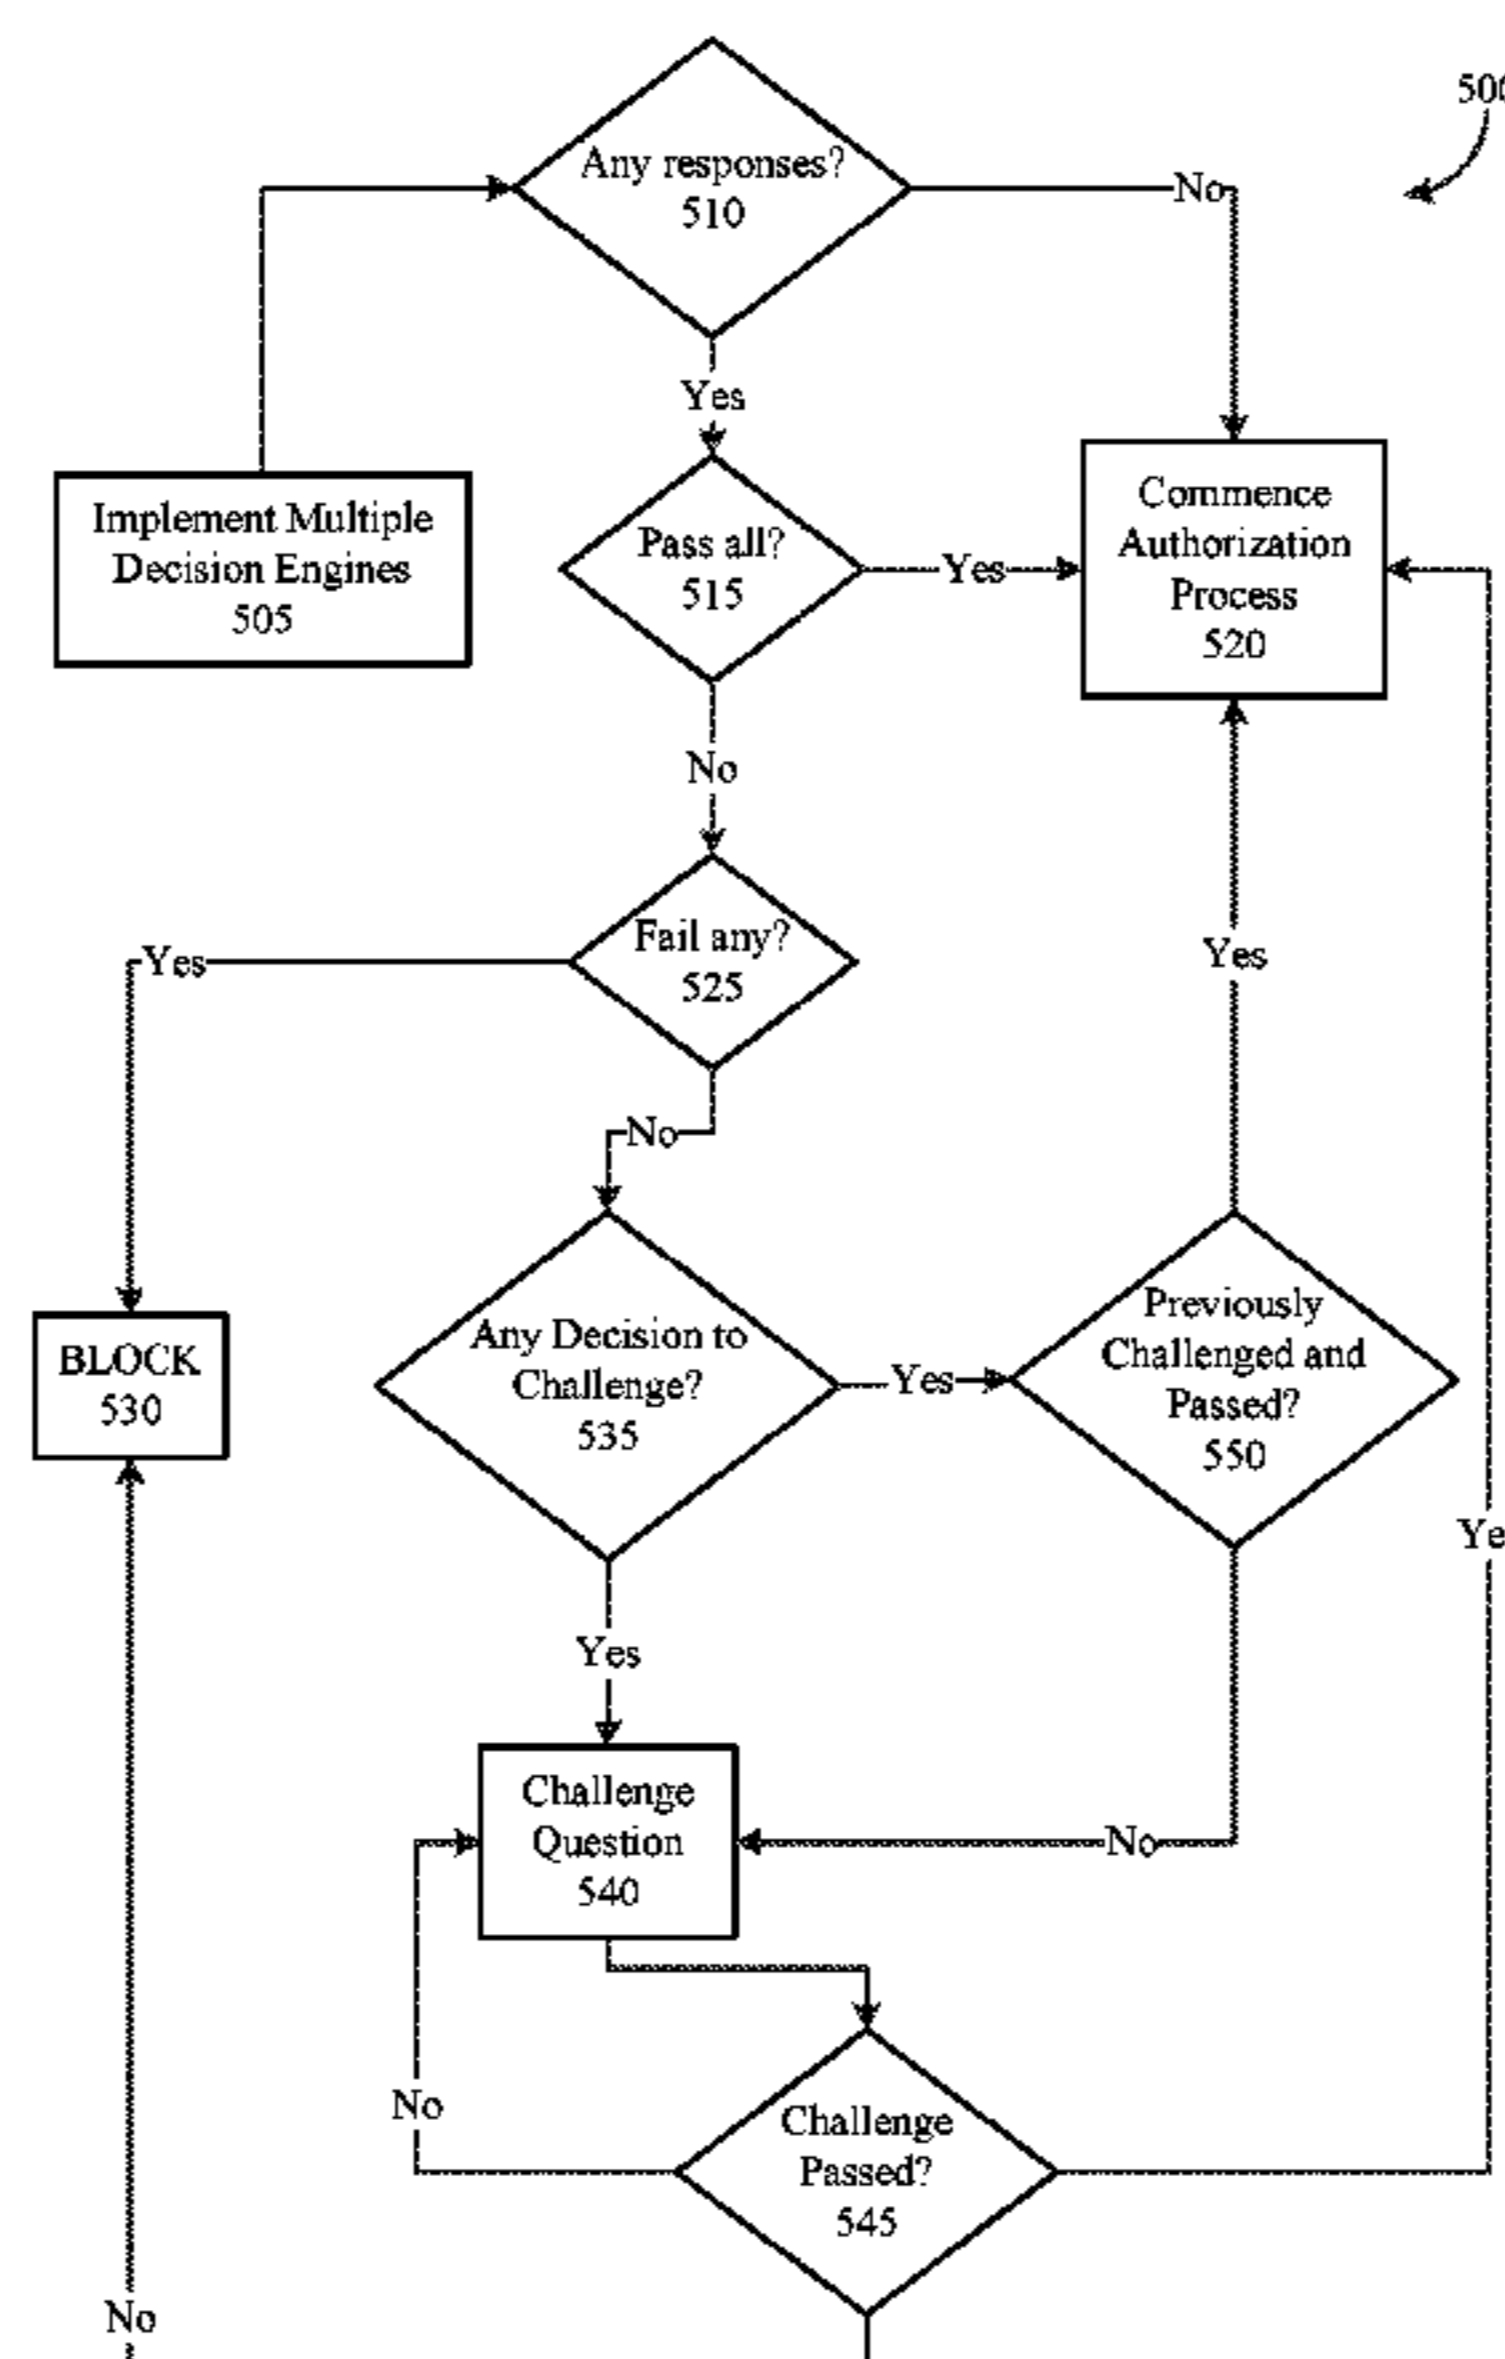 500
Any responses?
510
No
Yes
Implement Multiple
Decision Engines
505
Pass all?
515
Yes
Commence
Authorization
Process
520
No
Fail any?
525
Yes
Yes
No
BLOCK
530
Any Decision to
Challenge?
535
Yes
Previously
Challenged and
Passed?
550
Ye
Yes
Challenge
Question
540
No
No
Challenge
Passed?
545
No